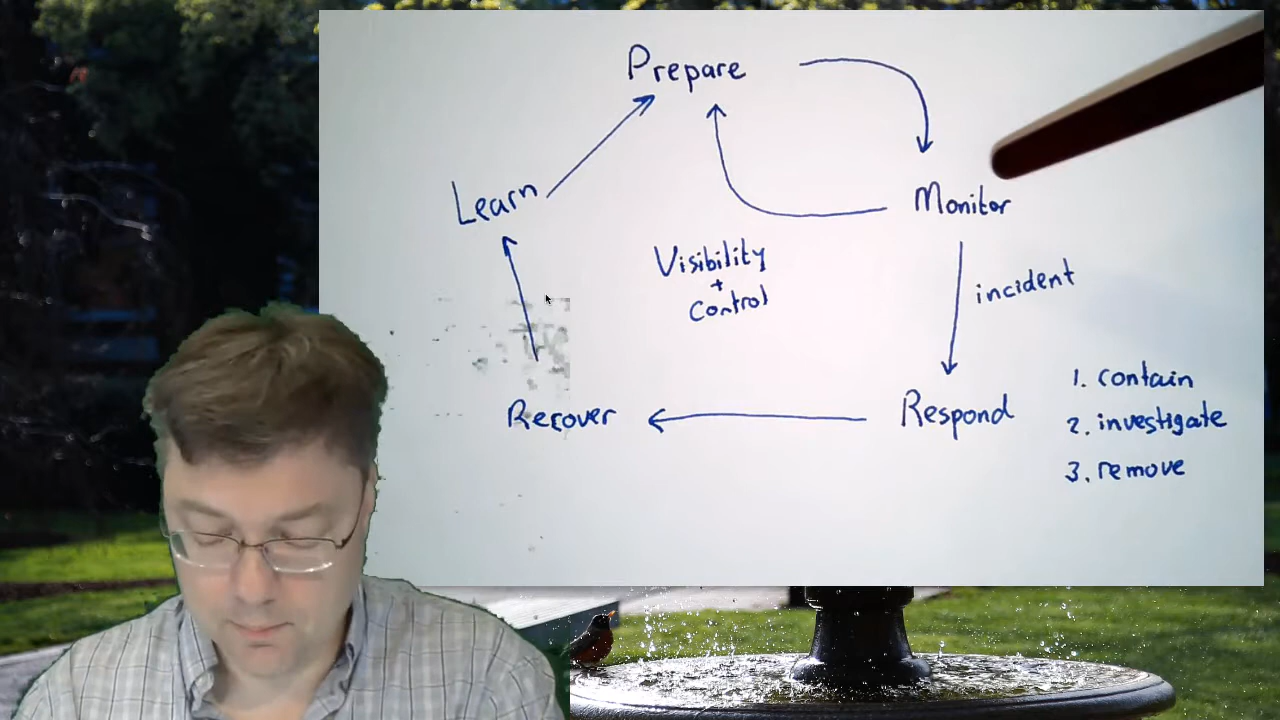 Prepare
Learn
Monitor
Visibility
+
Control
incident
Recover
Respond
1. contain
2. investigate
3. remove